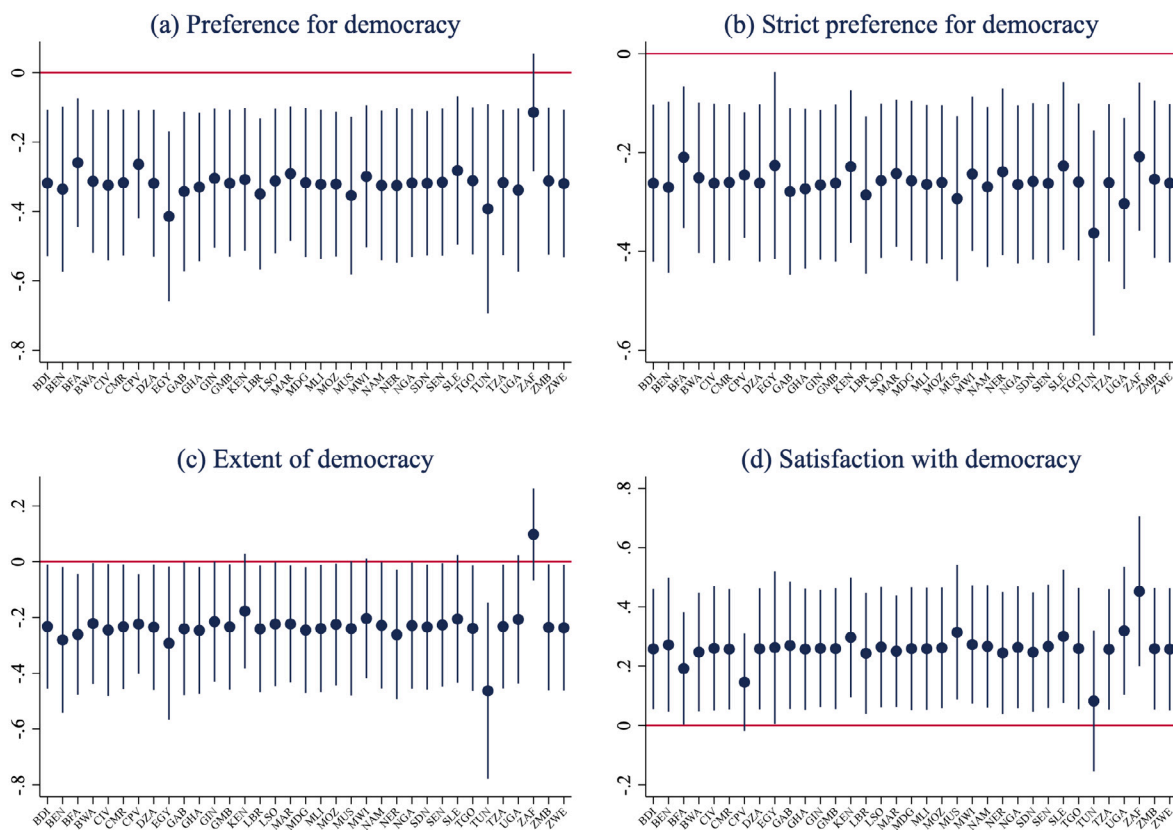 (a) Preference for democracy
0
-.2
-.4
-.6
-.8
BDI BEN BFA BWA CIV CMR CPV DZA EGY GAB GHA GIN GMB KEN LBR LSO MAR MDG MLI MOZ MUS MWI NAM NER NGA SDN SEN SLE TGO TUN TZA UGA ZAF ZMB ZWE
(b) Strict preference for democracy
0
-.2
-.4
-.6
BDI BEN BFA BWA CIV CMR CPV DZA EGY GAB GHA GIN GMB KEN LBR LSO MAR MDG MLI MOZ MUS MWI NAM NER NGA SDN SEN SLE TGO TUN TZA UGA ZAF ZMB ZWE
(c) Extent of democracy
.2
0
-.2
-.4
-.6
-.8
BDI BEN BFA BWA CIV CMR CPV DZA EGY GAB GHA GIN GMB KEN LBR LSO MAR MDG MLI MOZ MUS MWI NAM NER NGA SDN SEN SLE TGO TUN TZA UGA ZAF ZMB ZWE
(d) Satisfaction with democracy
.8
.6
.4
.2
0
-.2
BDI BEN BFA BWA CIV CMR CPV DZA EGY GAB GHA GIN GMB KEN LBR LSO MAR MDG MLI MOZ MUS MWI NAM NER NGA SDN SEN SLE TGO TUN TZA UGA ZAF ZMB ZWE